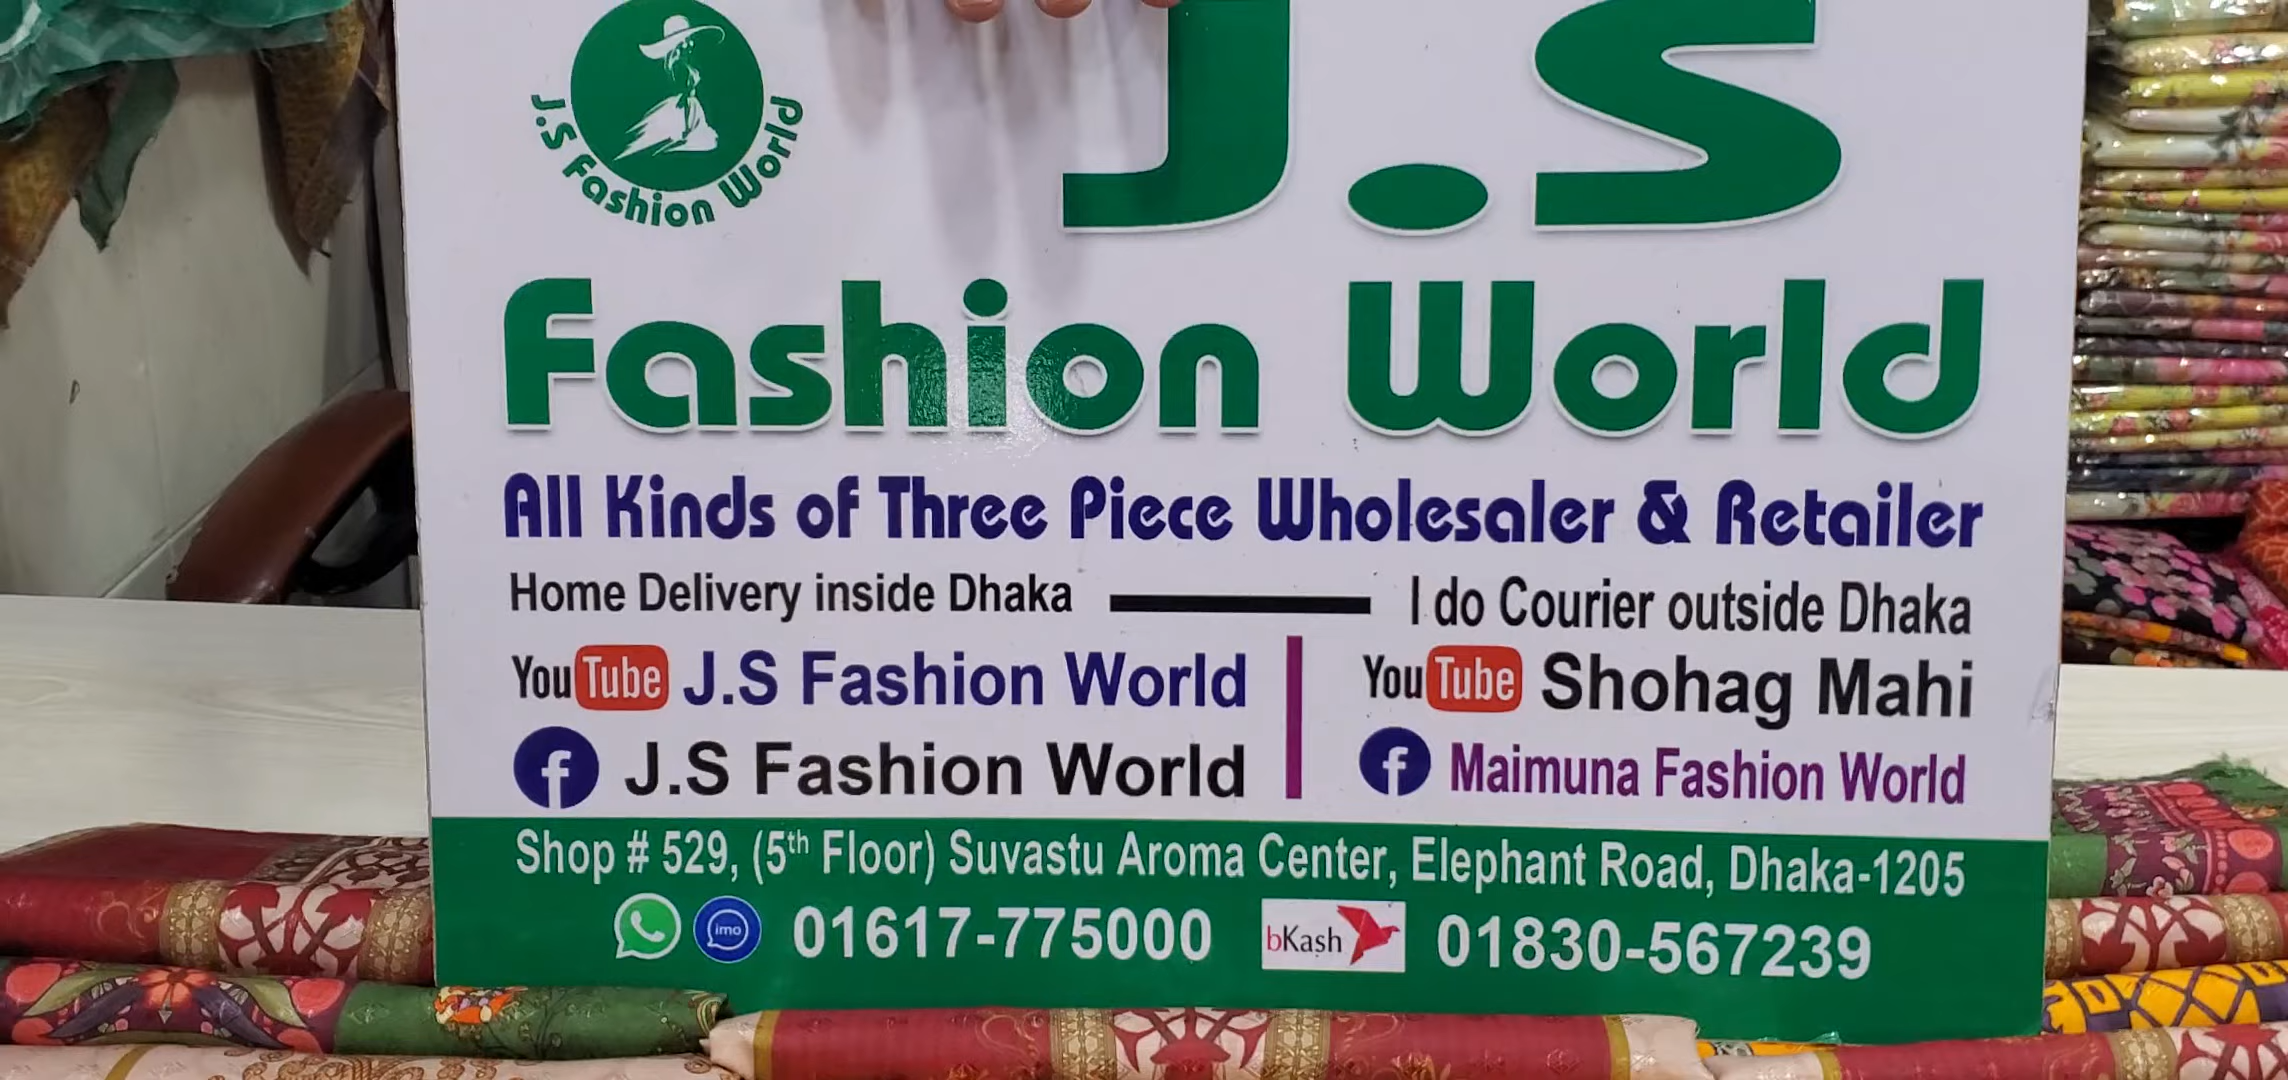 J.S Fashion World
J.S
Fashion World
All Kinds of Three Piece Wholesaler & Retailer
Home Delivery inside Dhaka
I do Courier outside Dhaka
YouTube J.S Fashion World
YouTube Shohag Mahi
f J.S Fashion World
f Maimuna Fashion World
Shop # 529, (5th Floor) Suvastu Aroma Center, Elephant Road, Dhaka-1205
imo 01617-775000 bKash 01830-567239